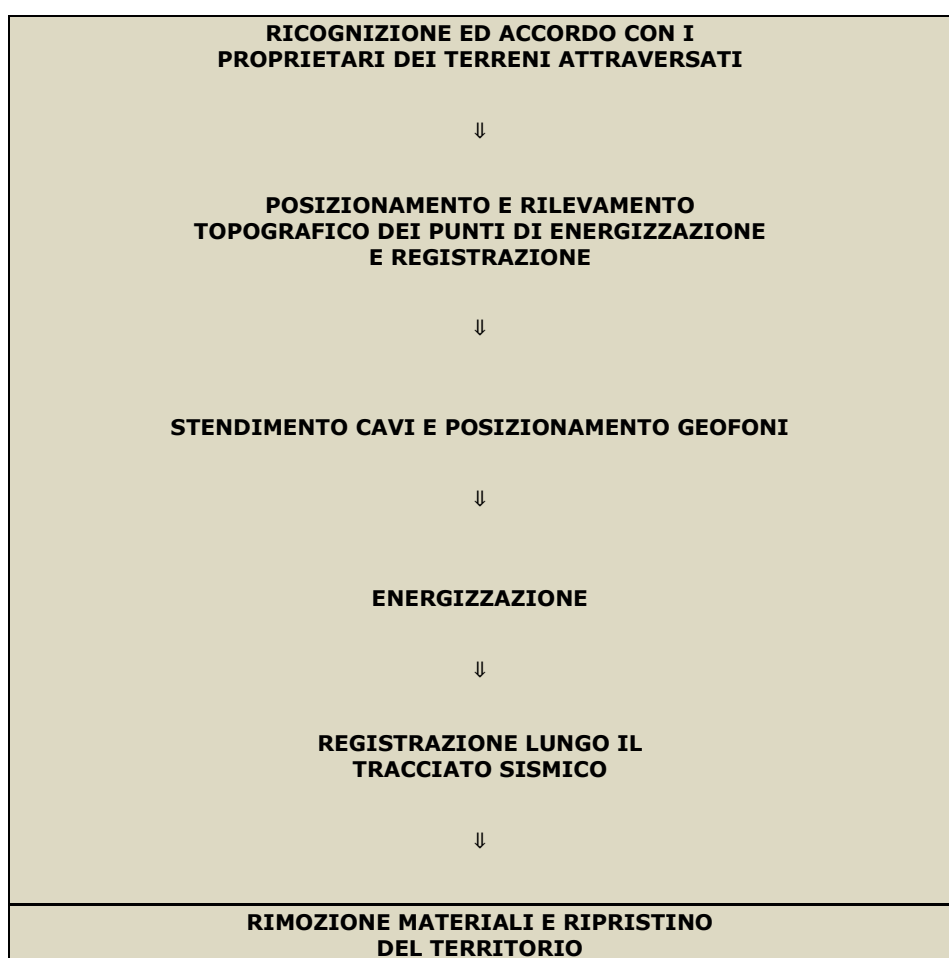 RICOGNIZIONE ED ACCORDO CON I
PROPRIETARI DEI TERRENI ATTRAVERSATI
⇓
POSIZIONAMENTO E RILEVAMENTO
TOPOGRAFICO DEI PUNTI DI ENERGIZZAZIONE
E REGISTRAZIONE
⇓
STENDIMENTO CAVI E POSIZIONAMENTO GEOFONI
⇓
ENERGIZZAZIONE
⇓
REGISTRAZIONE LUNGO IL
TRACCIATO SISMICO
⇓
RIMOZIONE MATERIALI E RIPRISTINO
DEL TERRITORIO